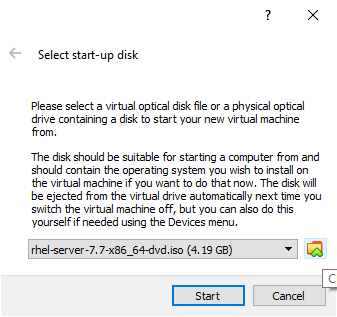 ?
Select start-up disk
Please select a virtual optical disk file or a physical optical
drive containing a disk to start your new virtual machine
from.
The disk should be suitable for starting a computer from and
should contain the operating system you wish to install on
the virtual machine if you want to do that now. The disk will
be ejected from the virtual drive automatically next time you
switch the virtual machine off, but you can also do this
yourself if needed using the Devices menu.
rhel-server-7.7-x86_64-dvd.iso (4.19 GB)
Start Cancel